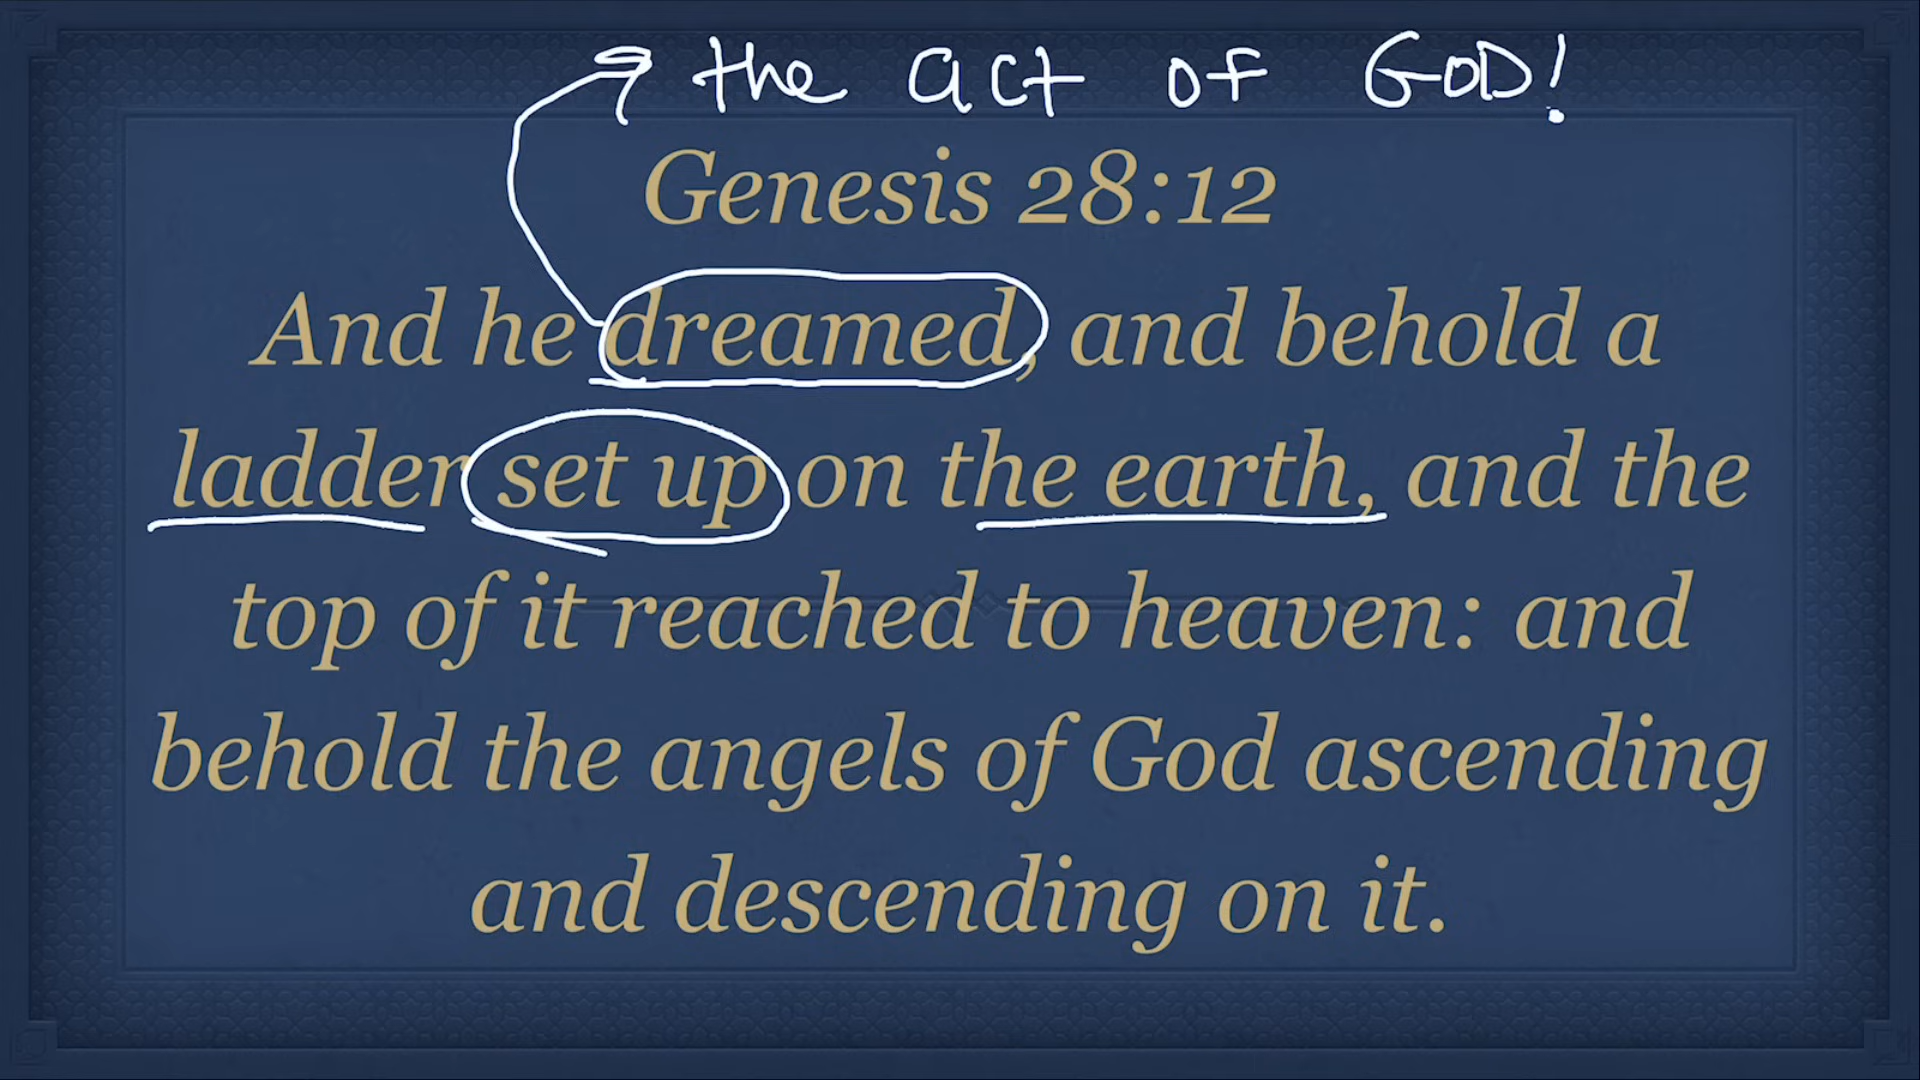 the act of GOD!
Genesis 28:12
And he dreamed, and behold a
ladder set up on the earth, and the
top of it reached to heaven: and
behold the angels of God ascending
and descending on it.